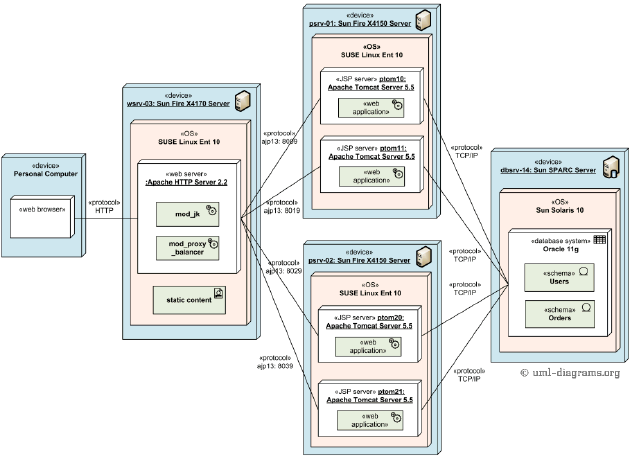 «device»
Personal Computer
«web browser»
«protocol»
HTTP
«device»
wsrv-03: Sun Fire X4170 Server
«OS»
SUSE Linux Ent 10
«web server»
:Apache HTTP Server 2.2
mod_jk
mod_proxy
_balancer
static content
«protocol»
ajp13: 8009
«protocol»
ajp13: 8019
«protocol»
ajp13: 8029
«protocol»
ajp13: 8039
«device»
psrv-01: Sun Fire X4150 Server
«OS»
SUSE Linux Ent 10
«JSP server» ptom10:
Apache Tomcat Server 5.5
«web
application»
«JSP server» ptom11:
Apache Tomcat Server 5.5
«web
application»
«device»
psrv-02: Sun Fire X4150 Server
«OS»
SUSE Linux Ent 10
«JSP server» ptom20:
Apache Tomcat Server 5.5
«web
application»
«JSP server» ptom21:
Apache Tomcat Server 5.5
«web
application»
«protocol»
TCP/IP
«protocol»
TCP/IP
«protocol»
TCP/IP
«protocol»
TCP/IP
«device»
dbsrv-14: Sun SPARC Server
«OS»
Sun Solaris 10
«database system»
Orscle 11g
«schema»
Users
«schema»
Orders
© uml-diagrams.org